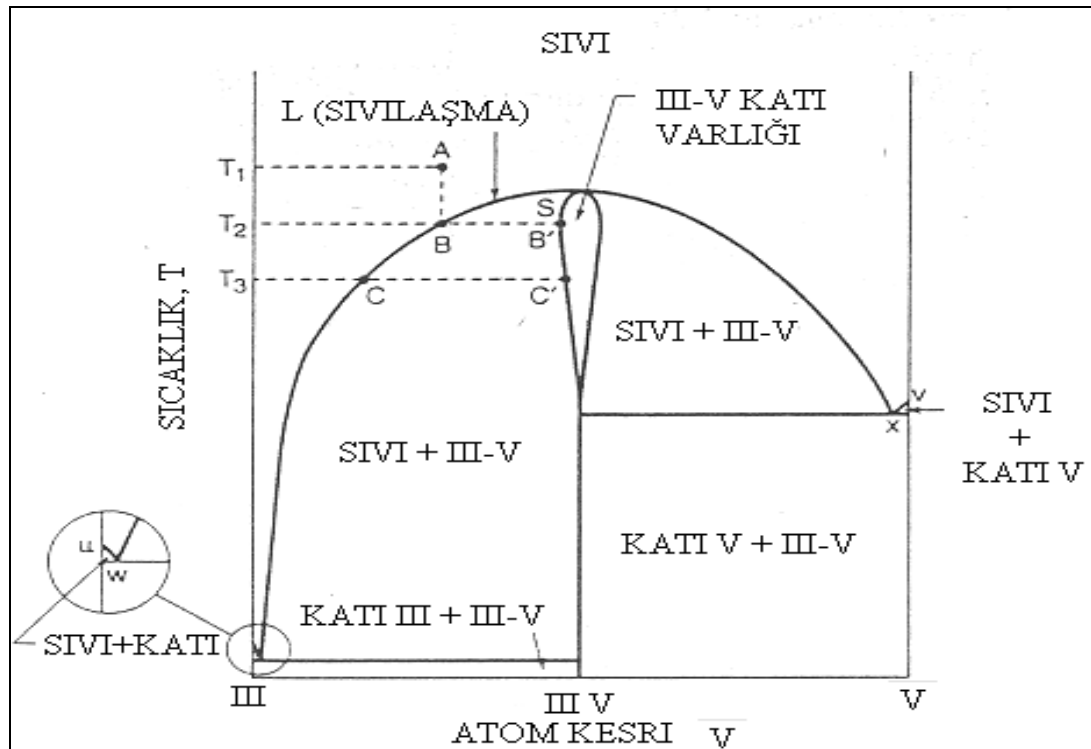 SIVI
L (SIVILAŞMA)
III-V KATI
VARLIĞI
A
T1
S
T2
B
B′
T3
C
C′
SICAKLIK, T
SIVI + III-V
V
X
SIVI
+
KATI V
SIVI + III-V
KATI V + III-V
u
W
KATI III + III-V
SIVI+KATI
III
III V
V
ATOM KESRİ V